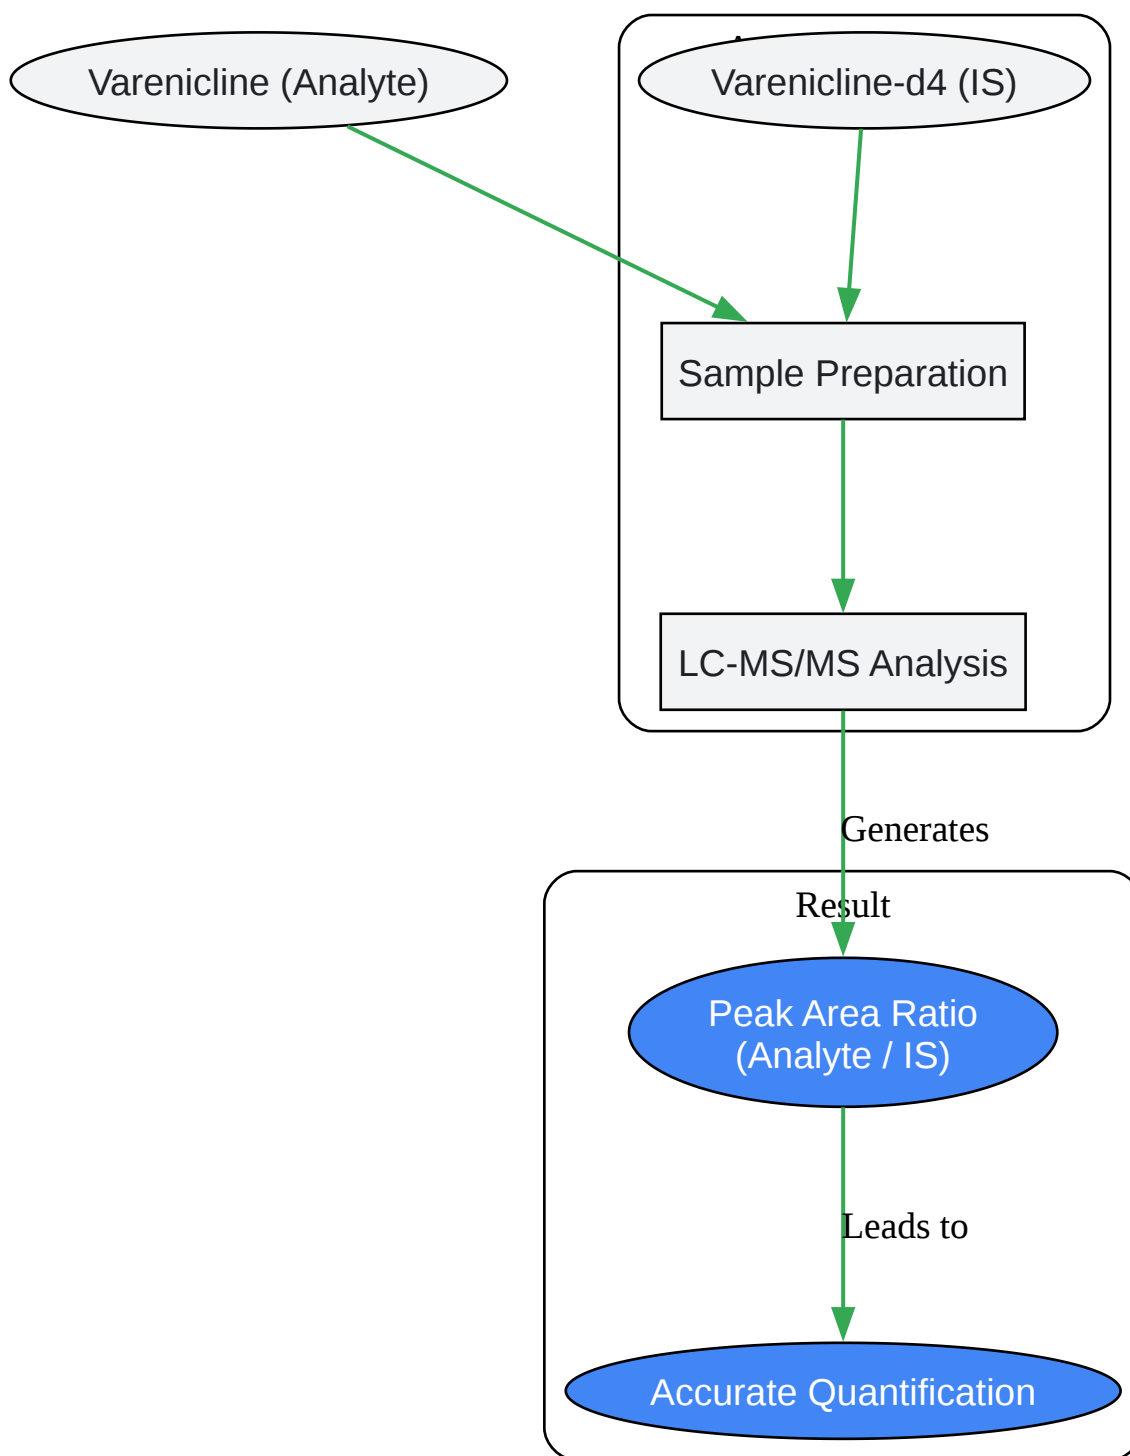 Varenicline (Analyte)
Varenicline-d4 (IS)
Sample Preparation
LC-MS/MS Analysis
Generates
Result
Peak Area Ratio
(Analyte / IS)
Leads to
Accurate Quantification